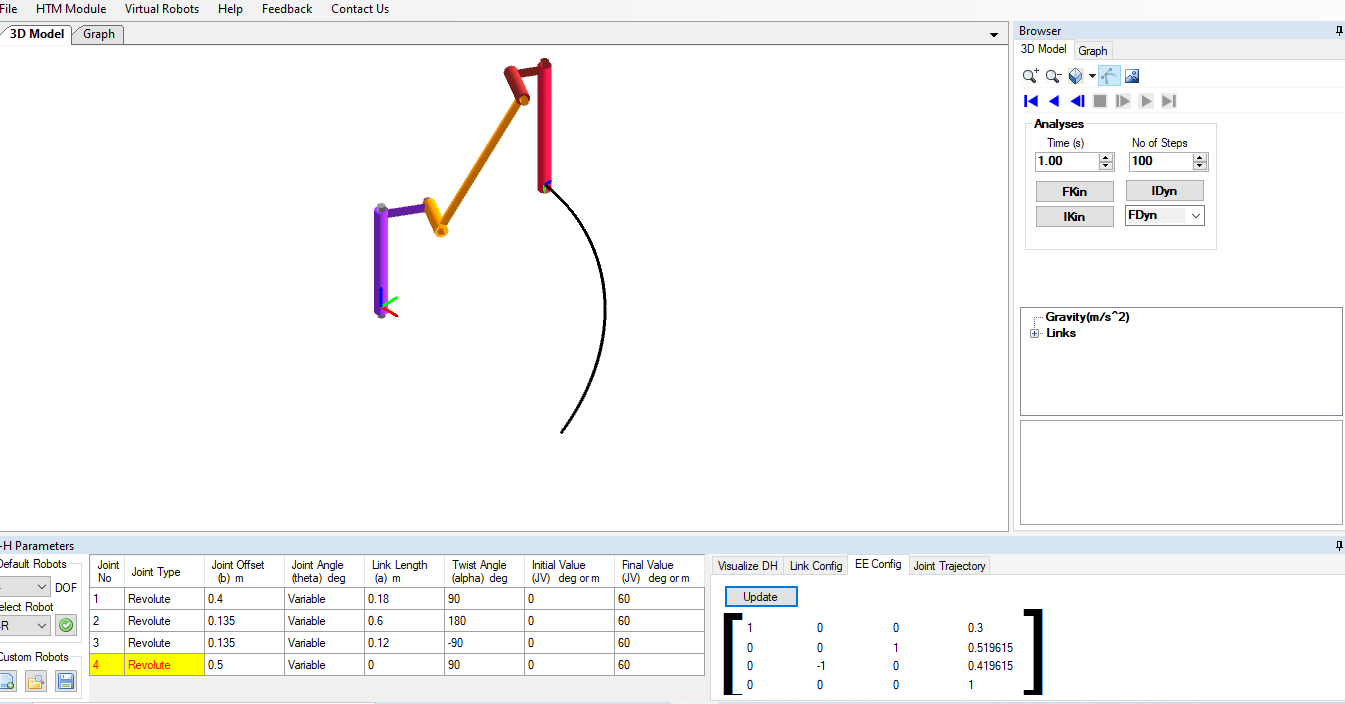 File HTM Module Virtual Robots Help Feedback Contact Us
3D Model Graph
Browser
3D Model Graph
Analyses
Time (s) No of Steps
1.00 100
FKin IDyn
IKin FDyn
Gravity(m/s^2)
Links
-H Parameters
Default Robots
DOF
elect Robot
R
Custom Robots
Joint No Joint Type Joint Offset (b) m Joint Angle (theta) deg Link Length (a) m Twist Angle (alpha) deg Initial Value (JV) deg or m Final Value (JV) deg or m
1 Revolute 0.4 Variable 0.18 90 0 60
2 Revolute 0.135 Variable 0.6 180 0 60
3 Revolute 0.135 Variable 0.12 -90 0 60
4 Revolute 0.5 Variable 0 90 0 60
Visualize DH Link Config EE Config Joint Trajectory
Update
1 0 0 0.3
0 0 1 0.519615
0 -1 0 0.419615
0 0 0 1